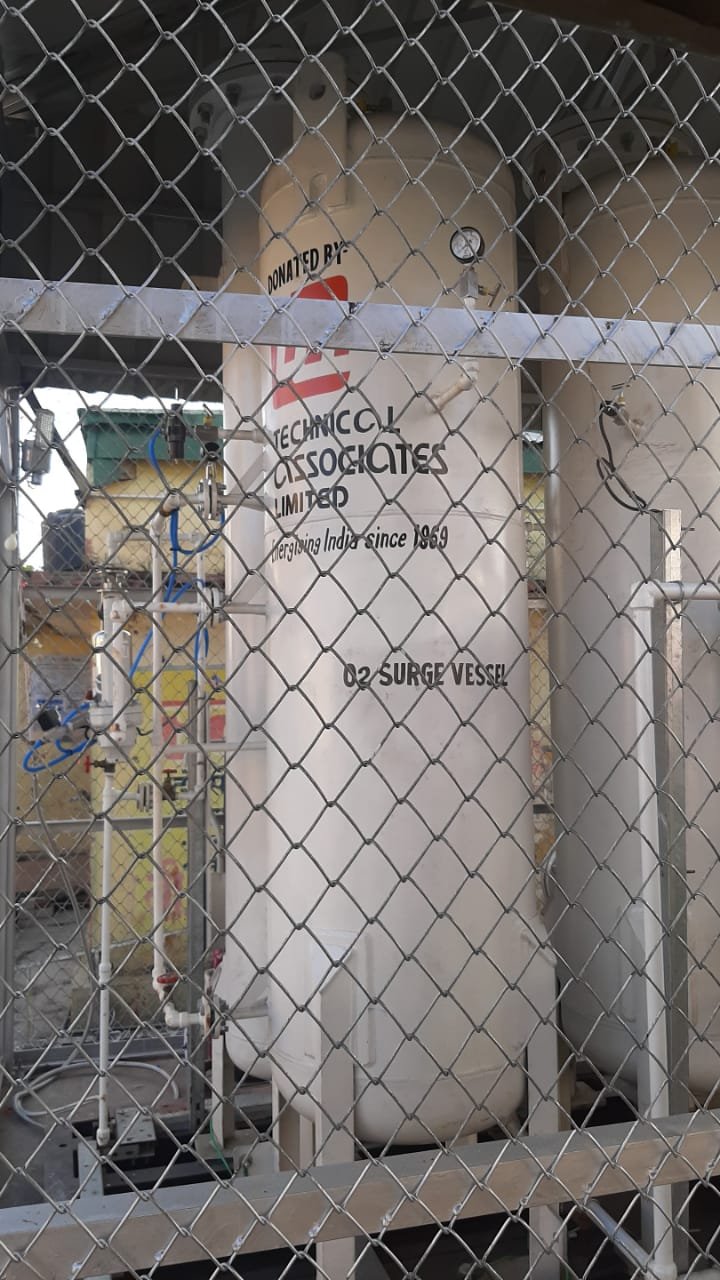 DONATED BY-
TECHNICAL
ASSOCIATES
LIMITED
Energising India since 1969
O2 SURGE VESSEL